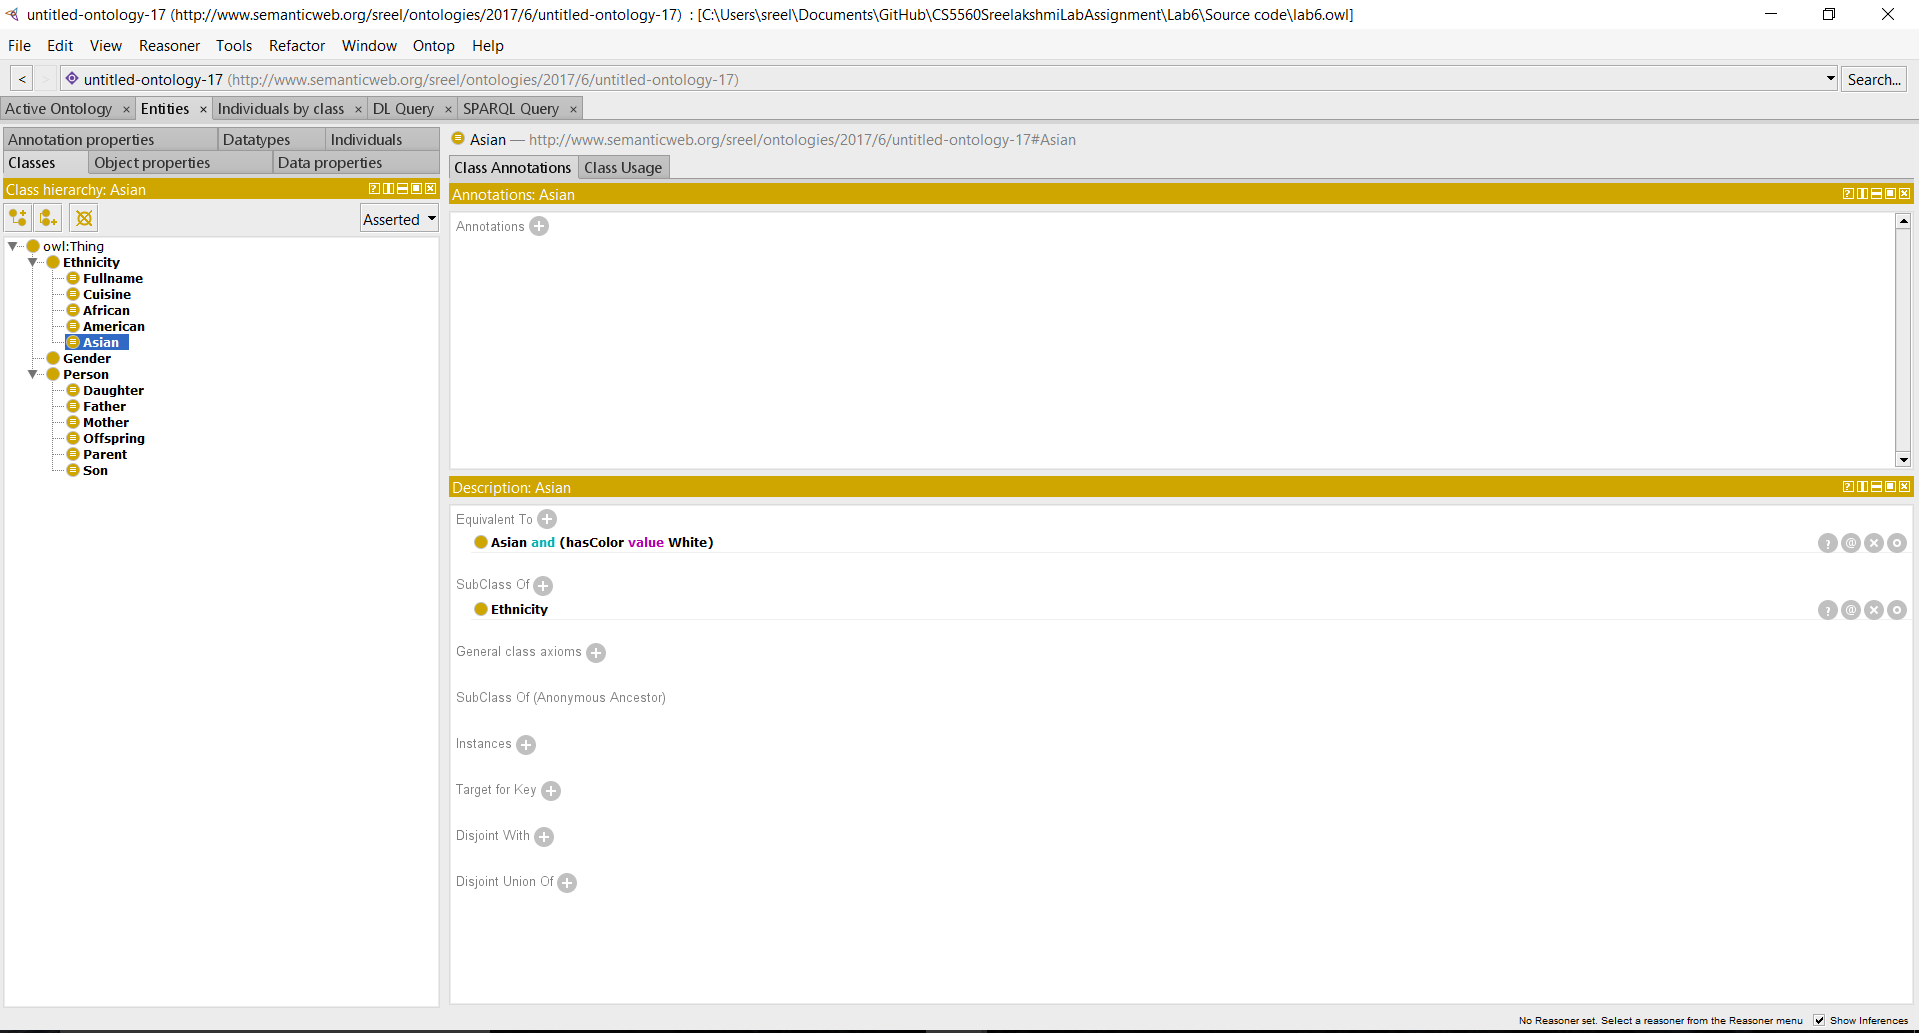 untitled-ontology-17 (http://www.semanticweb.org/sreel/ontologies/2017/6/untitled-ontology-17) : [C:\Users\sreel\Documents\GitHub\CS5560SreelakshmiLabAssignment\Lab6\Source code\lab6.owl]
File Edit View Reasoner Tools Refactor Window Ontop Help
< > untitled-ontology-17 (http://www.semanticweb.org/sreel/ontologies/2017/6/untitled-ontology-17) Search...
Active Ontology × Entities × Individuals by class × DL Query × SPARQL Query ×
Annotation properties Datatypes Individuals
Classes Object properties Data properties
Class hierarchy: Asian
Asserted
owl:Thing
Ethnicity
Fullname
Cuisine
African
American
Asian
Gender
Person
Daughter
Father
Mother
Offspring
Parent
Son
Asian — http://www.semanticweb.org/sreel/ontologies/2017/6/untitled-ontology-17#Asian
Class Annotations Class Usage
Annotations: Asian
Annotations
Description: Asian
Equivalent To
Asian and (hasColor value White)
SubClass Of
Ethnicity
General class axioms
SubClass Of (Anonymous Ancestor)
Instances
Target for Key
Disjoint With
Disjoint Union Of
No Reasoner set. Select a reasoner from the Reasoner menu Show Inferences